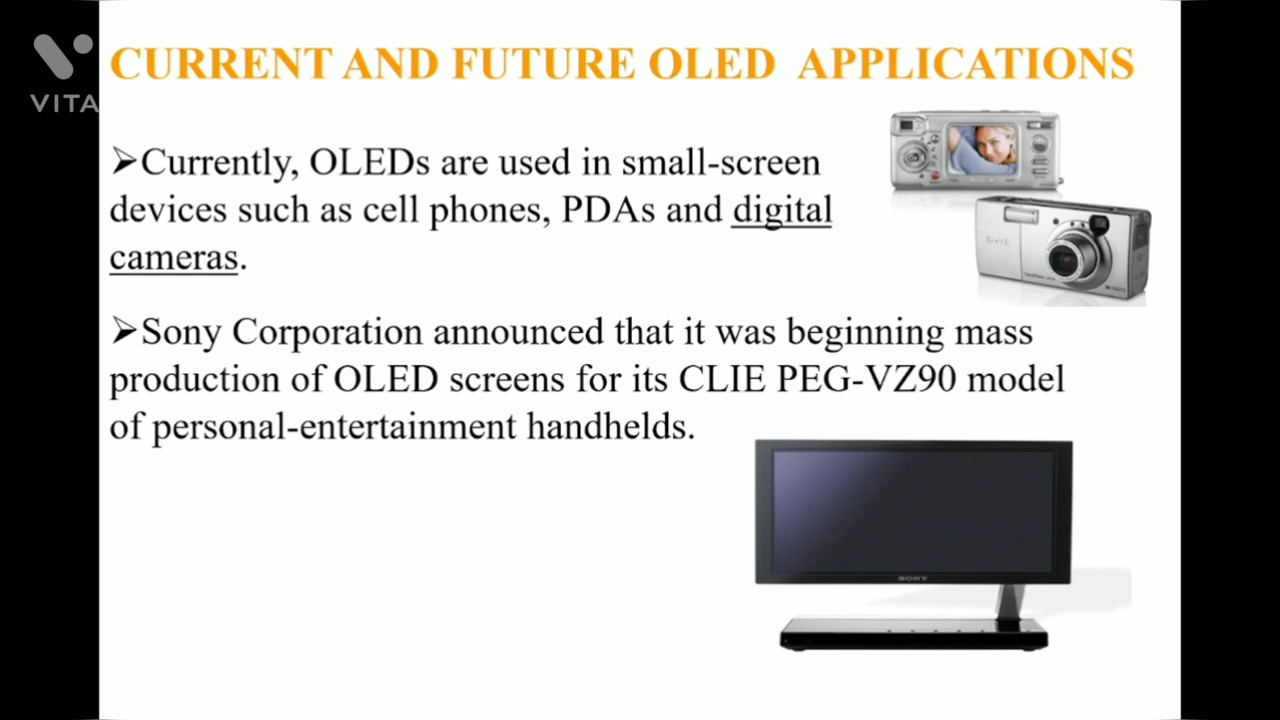 VITA
CURRENT AND FUTURE OLED APPLICATIONS
➢Currently, OLEDs are used in small-screen
devices such as cell phones, PDAs and digital
cameras.
➢Sony Corporation announced that it was beginning mass
production of OLED screens for its CLIE PEG-VZ90 model
of personal-entertainment handhelds.
SONY